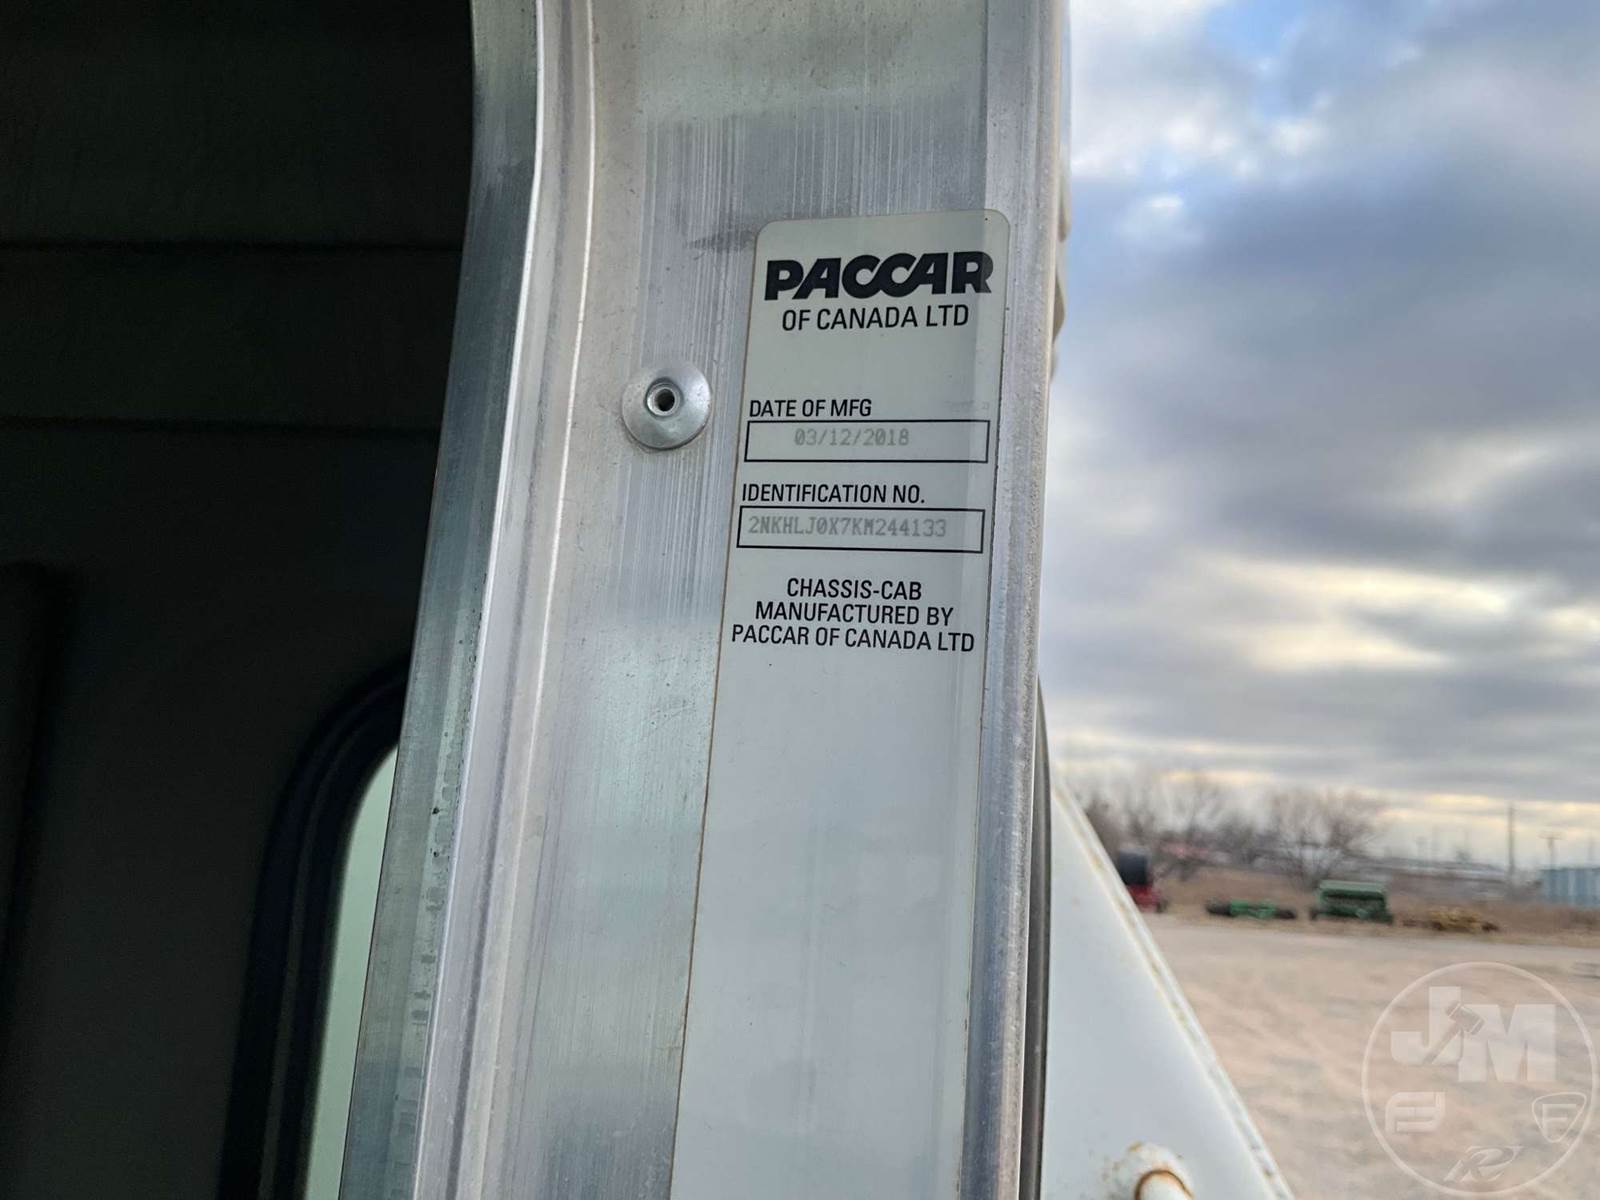 PACCAR
OF CANADA LTD
DATE OF MFG
03/12/2018
IDENTIFICATION NO.
2NKHLJ0X7KM244133
CHASSIS-CAB
MANUFACTURED BY
PACCAR OF CANADA LTD
JM